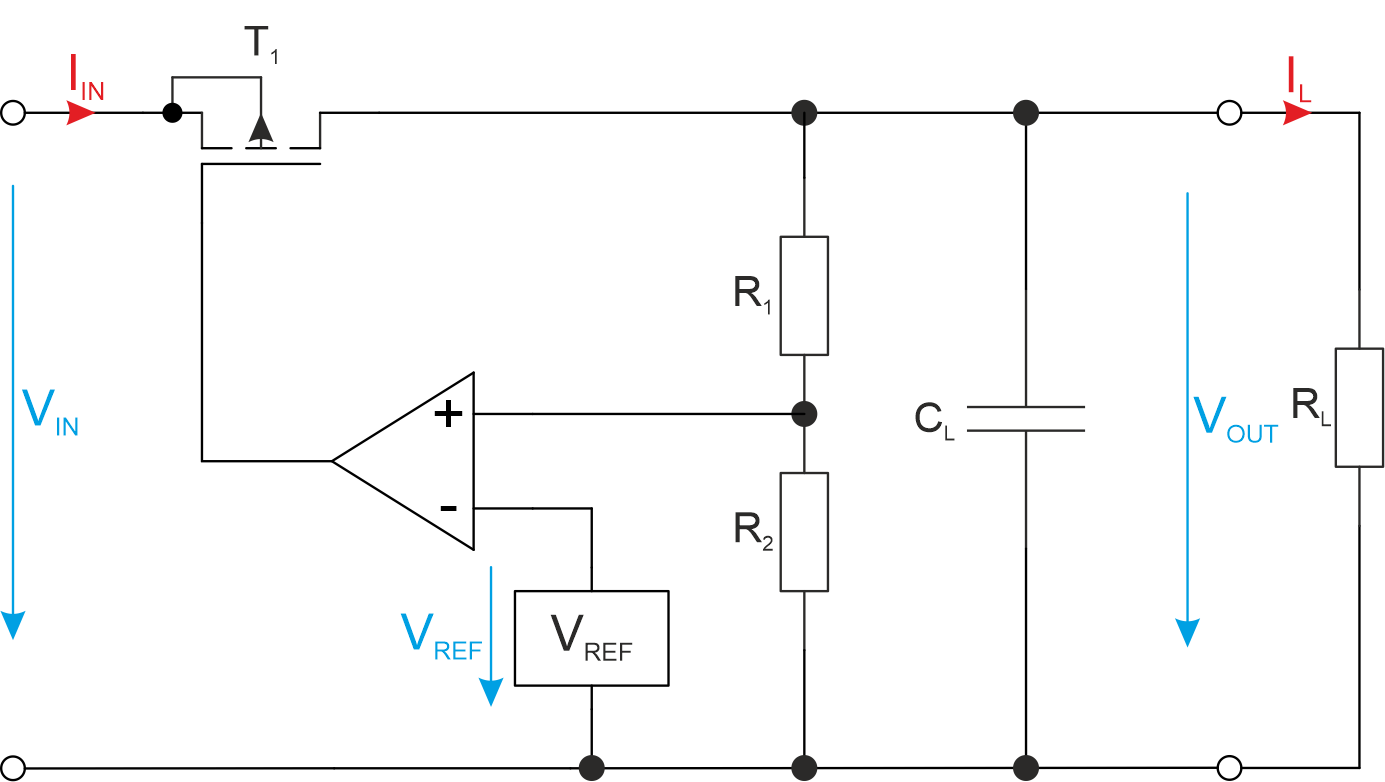 T1
IIN
IL
R1
VIN
+
CL
VOUT
RL
-
R2
VREF
VREF